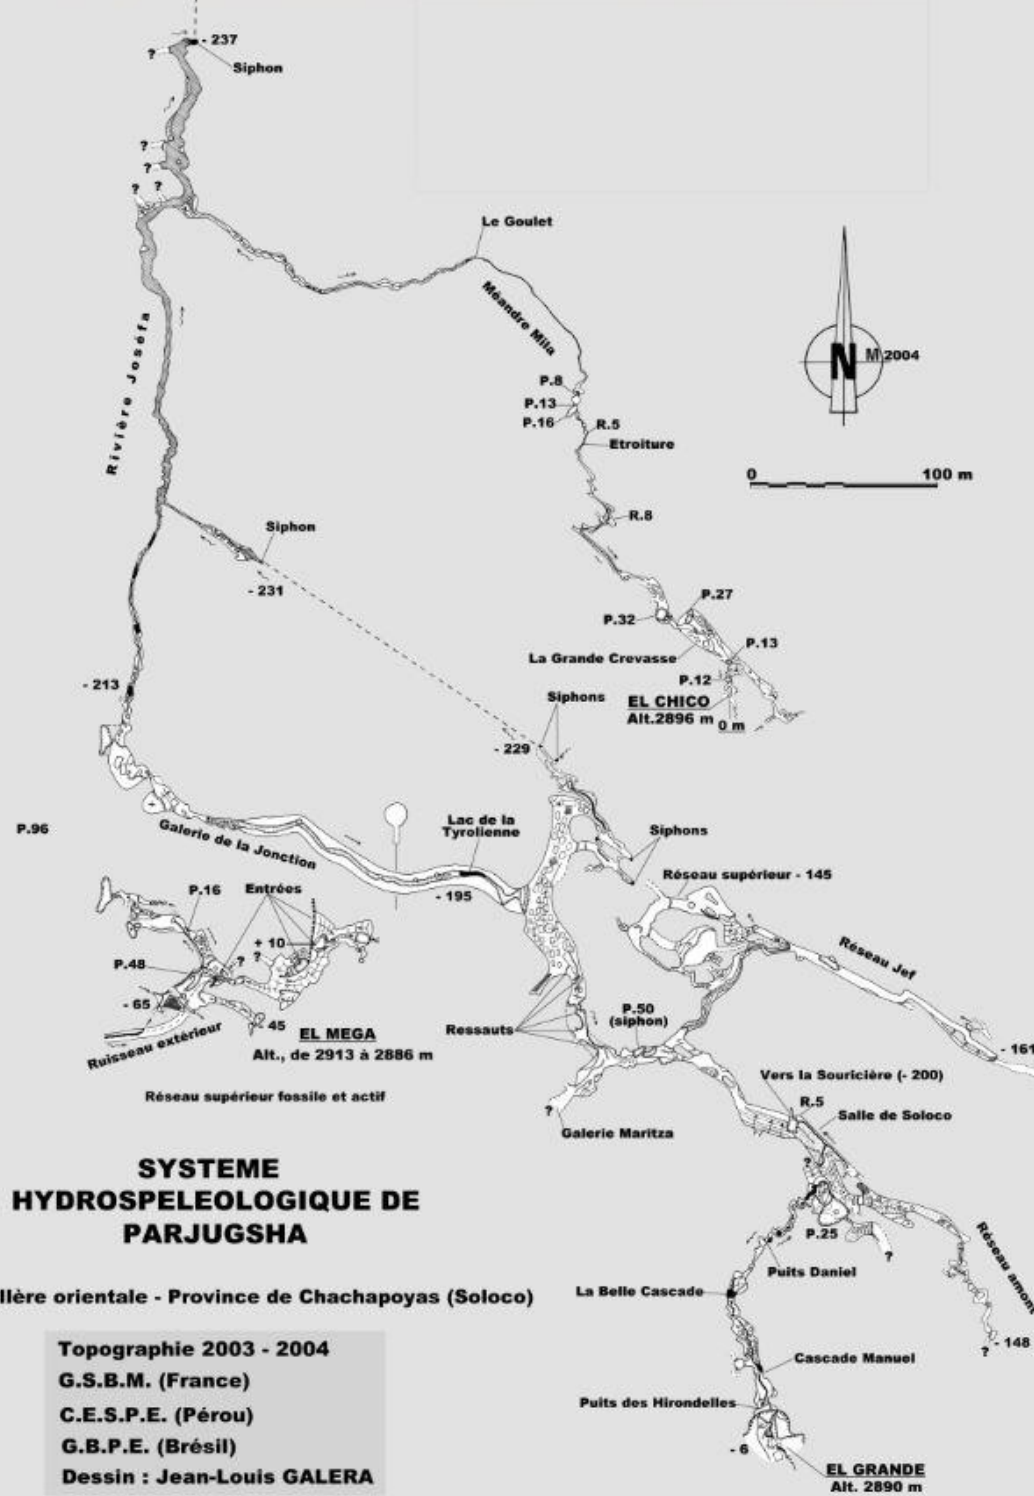 - 237
?
Siphon
?
?
? ?
Le Goulet
Méandre Mila
Rivière Joséfa
N
M 2004
P.8
P.13
P.16
R.5
Etroiture
0 100 m
R.8
Siphon
- 231
P.27
P.32
P.13
La Grande Crevasse
P.12
EL CHICO
Alt.2896 m
0 m
- 213
Siphons
- 229
P.96
Galerie de la Jonction
Lac de la
Tyrolienne
- 195
Siphons
Réseau supérieur - 145
Réseau Jef
- 161
P.16
Entrées
+ 10
?
?
P.48
- 65
45
Ruisseau extérieur
EL MEGA
Alt., de 2913 à 2886 m
Réseau supérieur fossile et actif
Ressauts
P.50
(siphon)
?
Galerie Maritza
Vers la Souricière (- 200)
R.5
Salle de Soloco
?
P.25
?
Puits Daniel
Réseau amont
- 148
?
La Belle Cascade
Cascade Manuel
Puits des Hirondelles
- 6
EL GRANDE
Alt. 2890 m
SYSTEME
HYDROSPELEOLOGIQUE DE
PARJUGSHA
llère orientale - Province de Chachapoyas (Soloco)
Topographie 2003 - 2004
G.S.B.M. (France)
C.E.S.P.E. (Pérou)
G.B.P.E. (Brésil)
Dessin : Jean-Louis GALERA